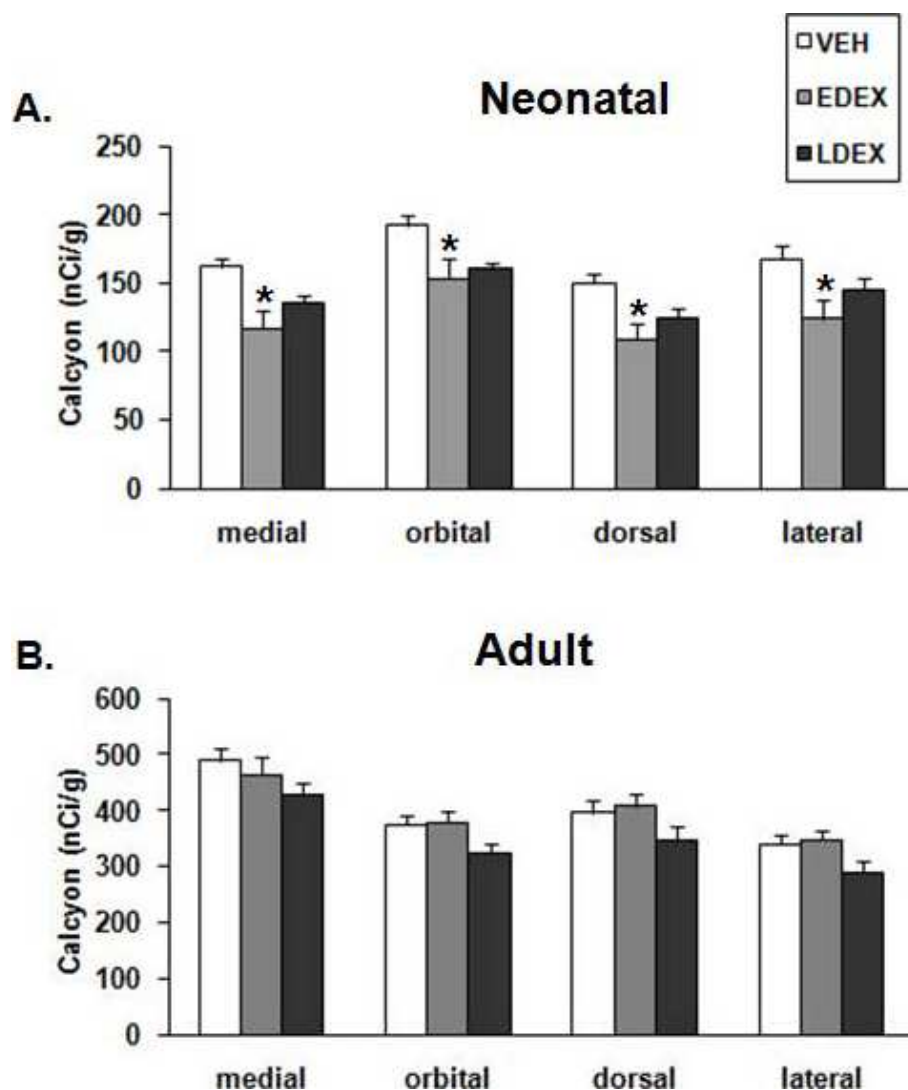 VEH
EDEX
LDEX
A.
Neonatal
Calcyon (nCi/g)
250
200
150
100
50
0
*
*
*
*
medial orbital dorsal lateral
B.
Adult
Calcyon (nCi/g)
600
500
400
300
200
100
0
medial orbital dorsal lateral